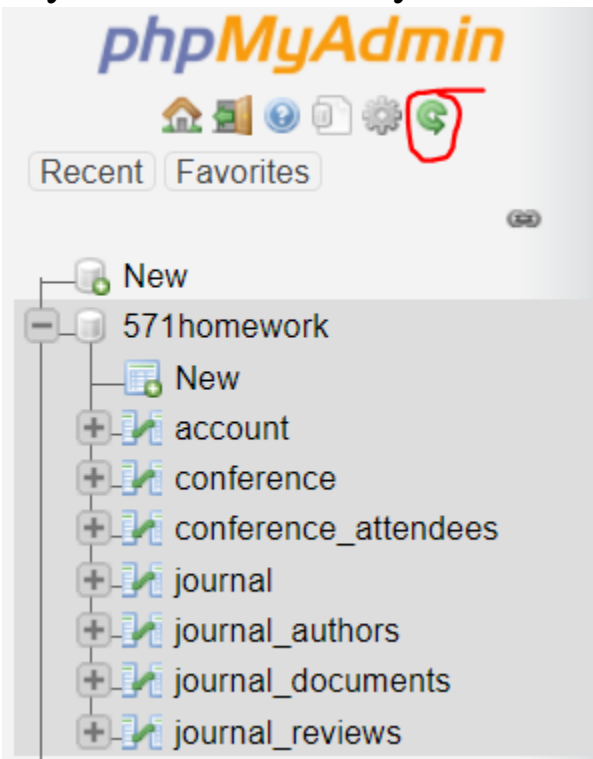 phpMyAdmin
Recent Favorites
New
571homework
New
account
conference
conference_attendees
journal
journal_authors
journal_documents
journal_reviews